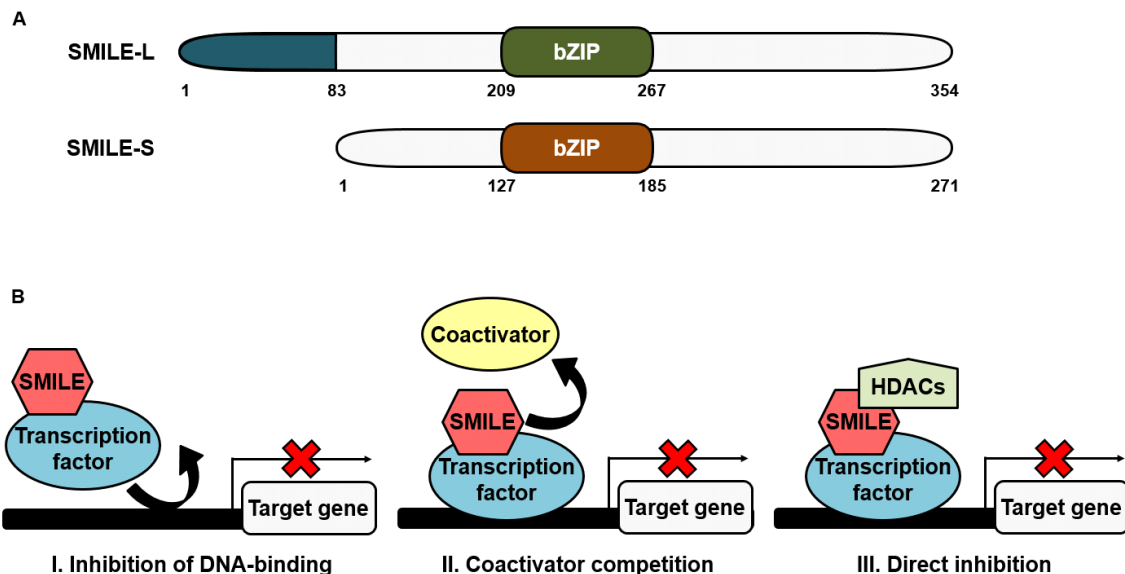 A
SMILE-L
bZIP
1 83 209 267 354
SMILE-S
bZIP
1 127 185 271
B
Coactivator
SMILE
Transcription
factor
Target gene
SMILE
Transcription
factor
Target gene
HDACs
SMILE
Transcription
factor
Target gene
I. Inhibition of DNA-binding
II. Coactivator competition
III. Direct inhibition